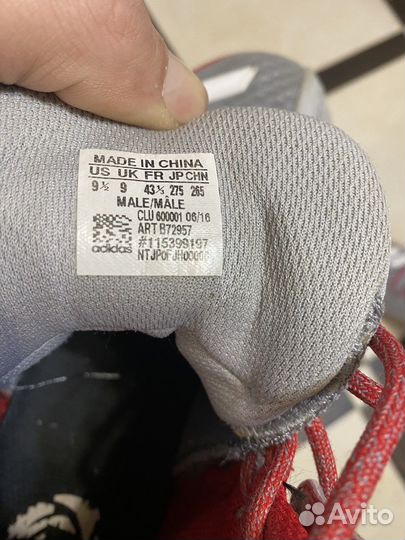 MADE IN CHINA
US UK FR JP CHN
9½ 9 43⅓ 275 265
MALE/MÂLE
CLU 600001 06/16
ART B72957
#115399197
adidas
Avito